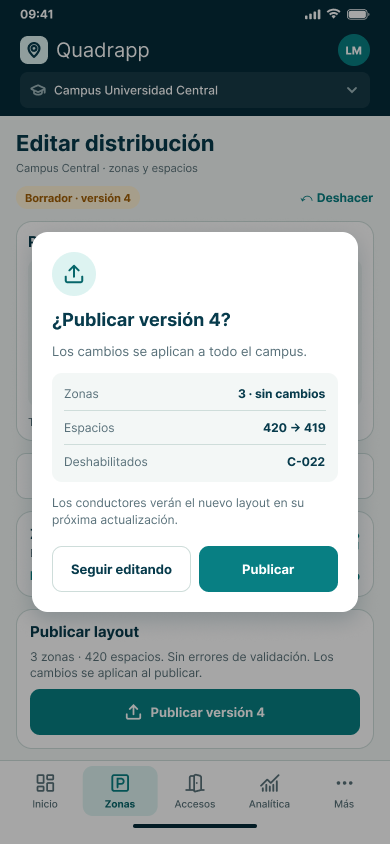 09:41
Quadrapp
LM
Campus Universidad Central
Editar distribución
Campus Central · zonas y espacios
Borrador · versión 4
Deshacer
¿Publicar versión 4?
Los cambios se aplican a todo el campus.
Zonas
3 · sin cambios
Espacios
420 → 419
Deshabilitados
C-022
Los conductores verán el nuevo layout en su
próxima actualización.
Seguir editando
Publicar
Publicar layout
3 zonas · 420 espacios. Sin errores de validación. Los
cambios se aplican al publicar.
Publicar versión 4
Inicio
Zonas
Accesos
Analítica
Más